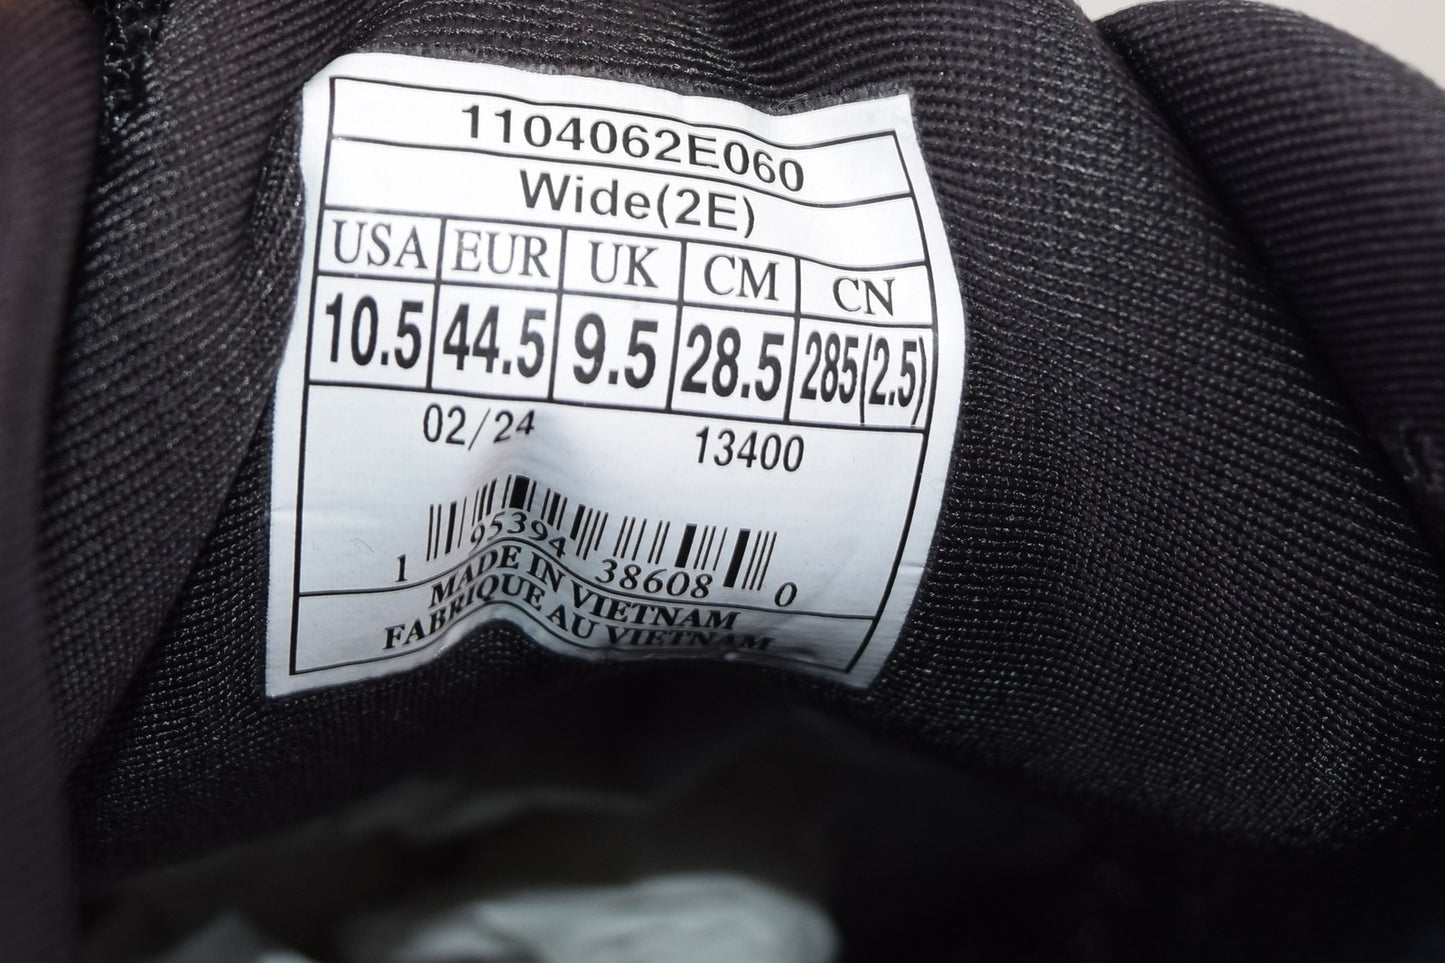 1104062E060
Wide(2E)
USA EUR UK CM CN
10.5 44.5 9.5 28.5 285(2.5)
02/24 13400
1 95394 38608 0
MADE IN VIETNAM
FABRIQUE AU VIETNAM